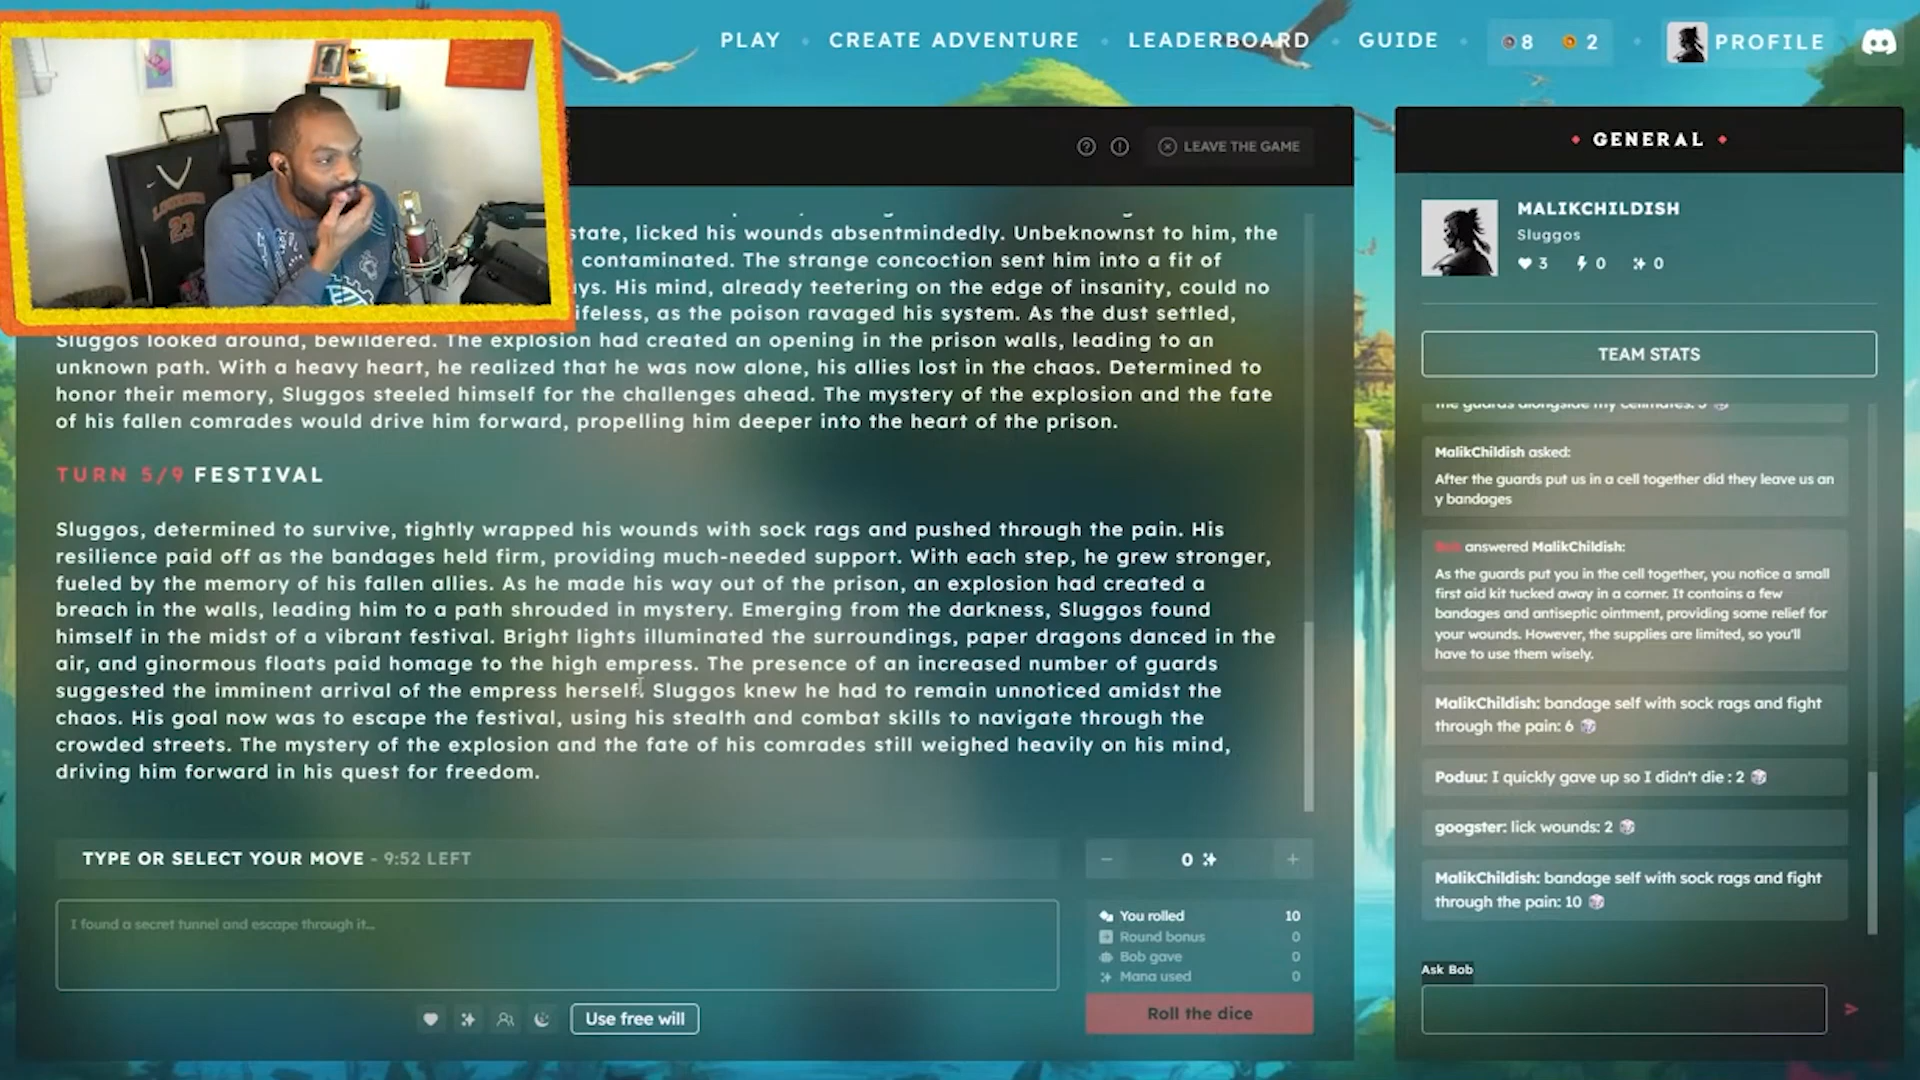 PLAY
CREATE ADVENTURE
LEADERBOARD
GUIDE
8
2
PROFILE
LEAVE THE GAME
GENERAL
state, licked his wounds absentmindedly. Unbeknownst to him, the
contaminated. The strange concoction sent him into a fit of
His mind, already teetering on the edge of insanity, could no
as the poison ravaged his system. As the dust settled,
Sluggos looked around, bewildered. The explosion had created an opening in the prison walls, leading to an
unknown path. With a heavy heart, he realized that he was now alone, his allies lost in the chaos. Determined to
honor their memory, Sluggos steeled himself for the challenges ahead. The mystery of the explosion and the fate
of his fallen comrades would drive him forward, propelling him deeper into the heart of the prison.
TURN 5/9 FESTIVAL
Sluggos, determined to survive, tightly wrapped his wounds with sock rags and pushed through the pain. His
resilience paid off as the bandages held firm, providing much-needed support. With each step, he grew stronger,
fueled by the memory of his fallen allies. As he made his way out of the prison, an explosion had created a
breach in the walls, leading him to a path shrouded in mystery. Emerging from the darkness, Sluggos found
himself in the midst of a vibrant festival. Bright lights illuminated the surroundings, paper dragons danced in the
air, and ginormous floats paid homage to the high empress. The presence of an increased number of guards
suggested the imminent arrival of the empress herself. Sluggos knew he had to remain unnoticed amidst the
chaos. His goal now was to escape the festival, using his stealth and combat skills to navigate through the
crowded streets. The mystery of the explosion and the fate of his comrades still weighed heavily on his mind,
driving him forward in his quest for freedom.
TYPE OR SELECT YOUR MOVE - 9:52 LEFT
0
I found a secret tunnel and escape through it...
You rolled 10
Round bonus 0
Bob gave 0
Mana used 0
Use free will
Roll the dice
MALIKCHILDISH
Sluggos
3 0 0
TEAM STATS
the guards alongside my cellmates: 5
MalikChildish asked:
After the guards put us in a cell together did they leave us an
y bandages
Bob answered MalikChildish:
As the guards put you in the cell together, you notice a small
first aid kit tucked away in a corner. It contains a few
bandages and antiseptic ointment, providing some relief for
your wounds. However, the supplies are limited, so you'll
have to use them wisely.
MalikChildish: bandage self with sock rags and fight
through the pain: 6
Poduu: I quickly gave up so I didn't die : 2
googster: lick wounds: 2
MalikChildish: bandage self with sock rags and fight
through the pain: 10
Ask Bob